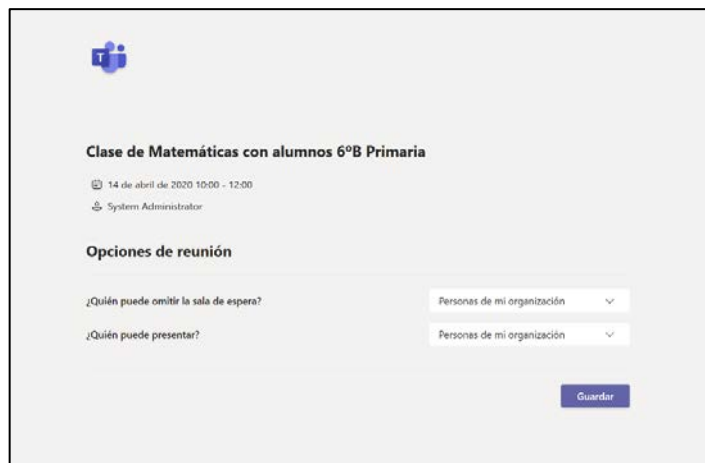 T
Clase de Matemáticas con alumnos 6ºB Primaria
14 de abril de 2020 10:00 - 12:00
System Administrator
Opciones de reunión
¿Quién puede omitir la sala de espera? Personas de mi organización
¿Quién puede presentar? Personas de mi organización
Guardar